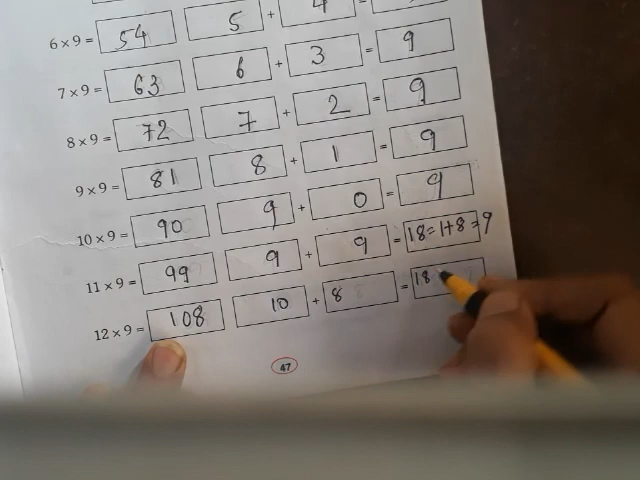 6 × 9 = 54 5 + 4 =
7 × 9 = 63 6 + 3 = 9
8 × 9 = 72 7 + 2 = 9
9 × 9 = 81 8 + 1 = 9
10 × 9 = 90 9 + 0 = 9
11 × 9 = 99 9 + 9 = 18=1+8=9
12 × 9 = 108 10 + 8 = 18
47